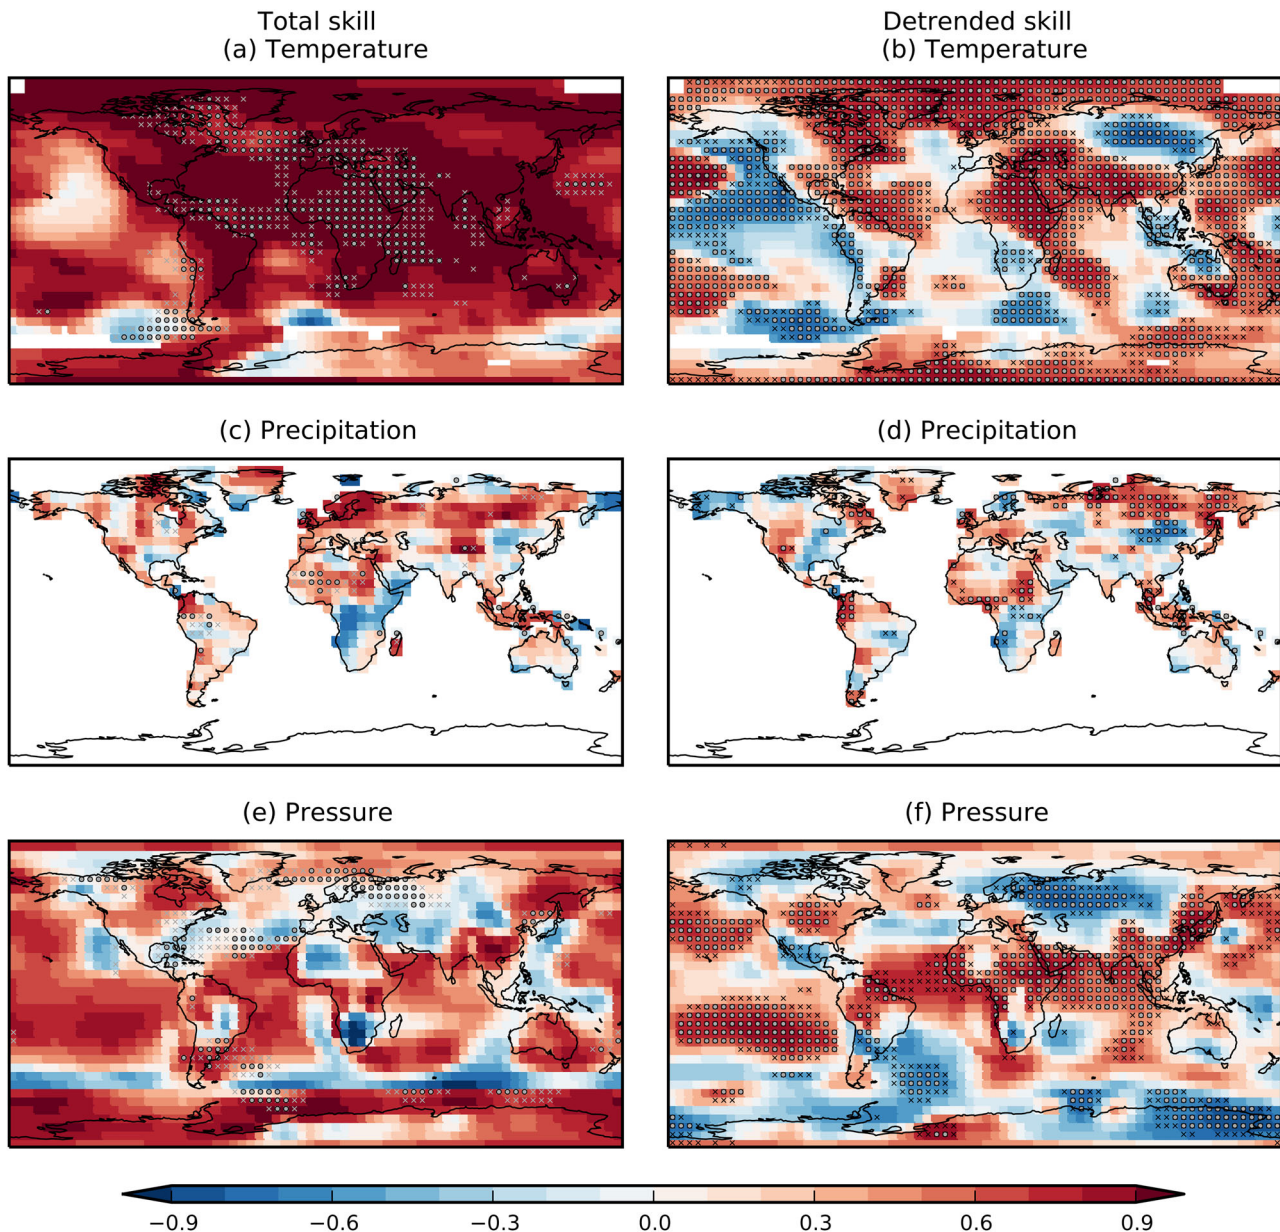 Total skill
(a) Temperature
Detrended skill
(b) Temperature
(c) Precipitation
(d) Precipitation
(e) Pressure
(f) Pressure
−0.9 −0.6 −0.3 0.0 0.3 0.6 0.9